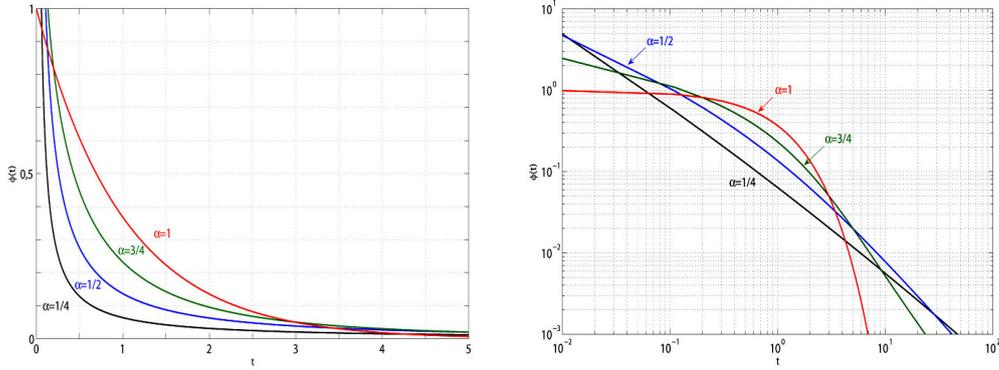 1
0.5
0
ϕ(t)
α=1
α=3/4
α=1/2
α=1/4
0 1 2 3 4 5
t
10¹
10⁰
10⁻¹
10⁻²
10⁻³
ϕ(t)
α=1/2
α=1
α=3/4
α=1/4
10⁻² 10⁻¹ 10⁰ 10¹ 10²
t